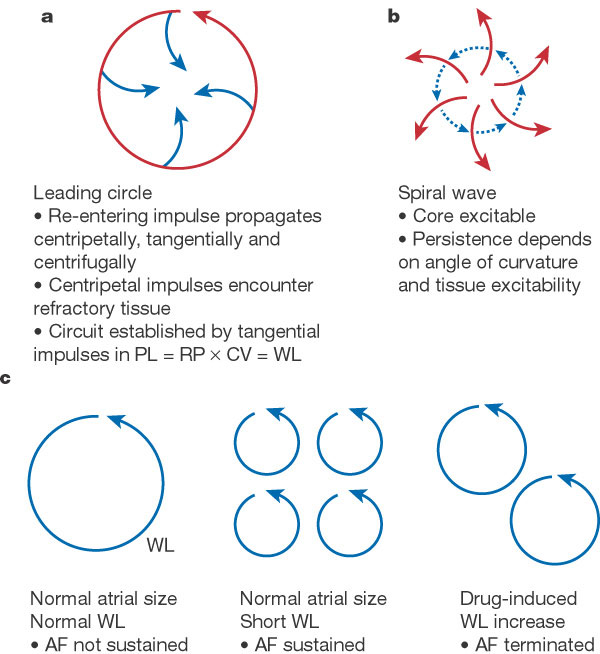 a
Leading circle
• Re-entering impulse propagates
centripetally, tangentially and
centrifugally
• Centripetal impulses encounter
refractory tissue
• Circuit established by tangential
impulses in PL = RP × CV = WL
b
Spiral wave
• Core excitable
• Persistence depends
on angle of curvature
and tissue excitability
c
WL
Normal atrial size
Normal WL
• AF not sustained
Normal atrial size
Short WL
• AF sustained
Drug-induced
WL increase
• AF terminated